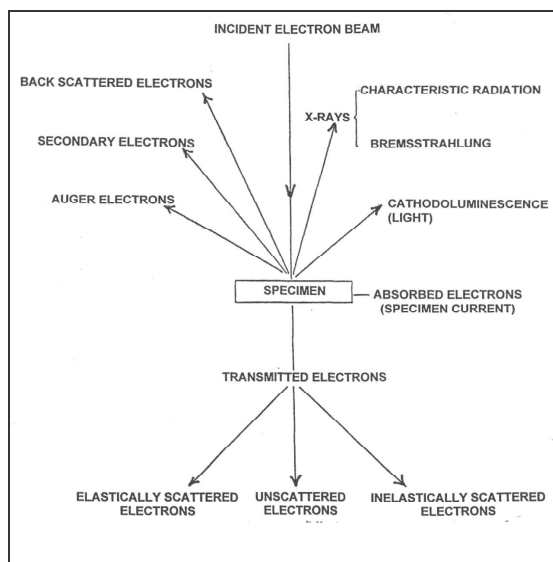 INCIDENT ELECTRON BEAM
BACK SCATTERED ELECTRONS
CHARACTERISTIC RADIATION
X-RAYS
SECONDARY ELECTRONS
BREMSSTRAHLUNG
AUGER ELECTRONS
CATHODOLUMINESCENCE
(LIGHT)
SPECIMEN
ABSORBED ELECTRONS
(SPECIMEN CURRENT)
TRANSMITTED ELECTRONS
ELASTICALLY SCATTERED
ELECTRONS
UNSCATTERED
ELECTRONS
INELASTICALLY SCATTERED
ELECTRONS